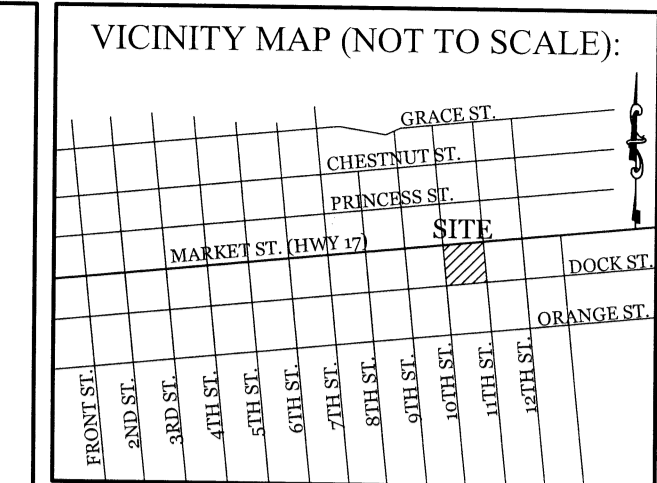 VICINITY MAP (NOT TO SCALE):
GRACE ST.
CHESTNUT ST.
PRINCESS ST.
SITE
MARKET ST. (HWY 17)
DOCK ST.
ORANGE ST.
FRONT ST.
2ND ST.
3RD ST.
4TH ST.
5TH ST.
6TH ST.
7TH ST.
8TH ST.
9TH ST.
10TH ST.
11TH ST.
12TH ST.